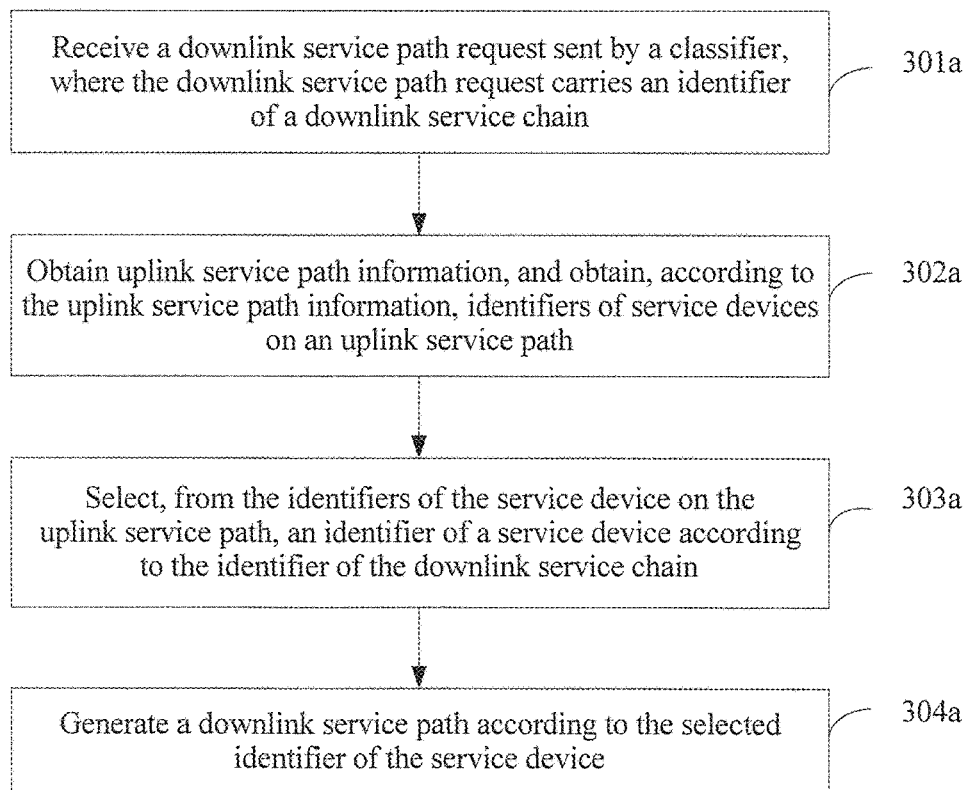 Receive a downlink service path request sent by a classifier,
where the downlink service path request carries an identifier
of a downlink service chain
301a
Obtain uplink service path information, and obtain, according to
the uplink service path information, identifiers of service devices
on an uplink service path
302a
Select, from the identifiers of the service device on the
uplink service path, an identifier of a service device according
to the identifier of the downlink service chain
303a
Generate a downlink service path according to the selected
identifier of the service device
304a